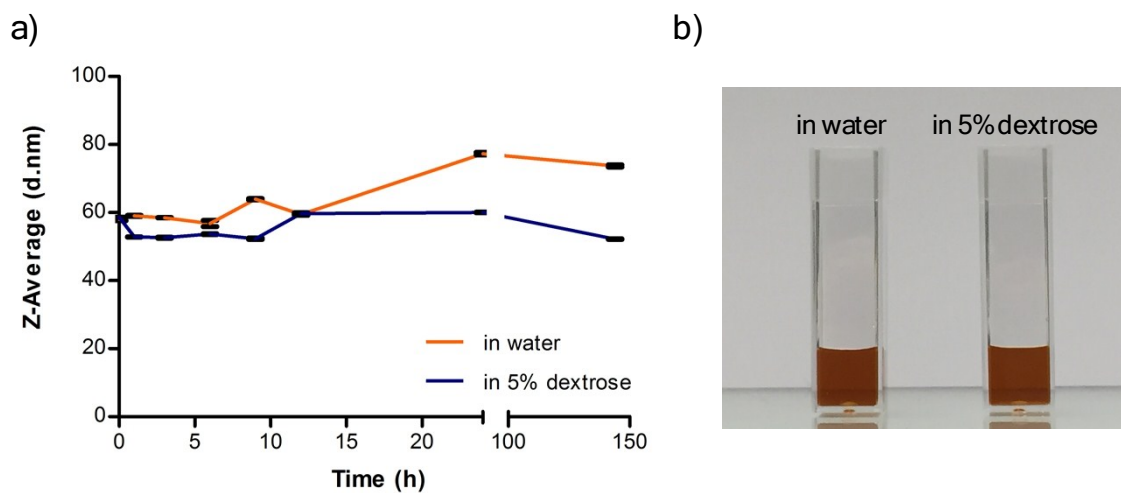 a)
b)
Z-Average (d.nm)
100
80
60
40
20
0
in water
in 5% dextrose
0 5 10 15 20 100 150
Time (h)
in water in 5% dextrose